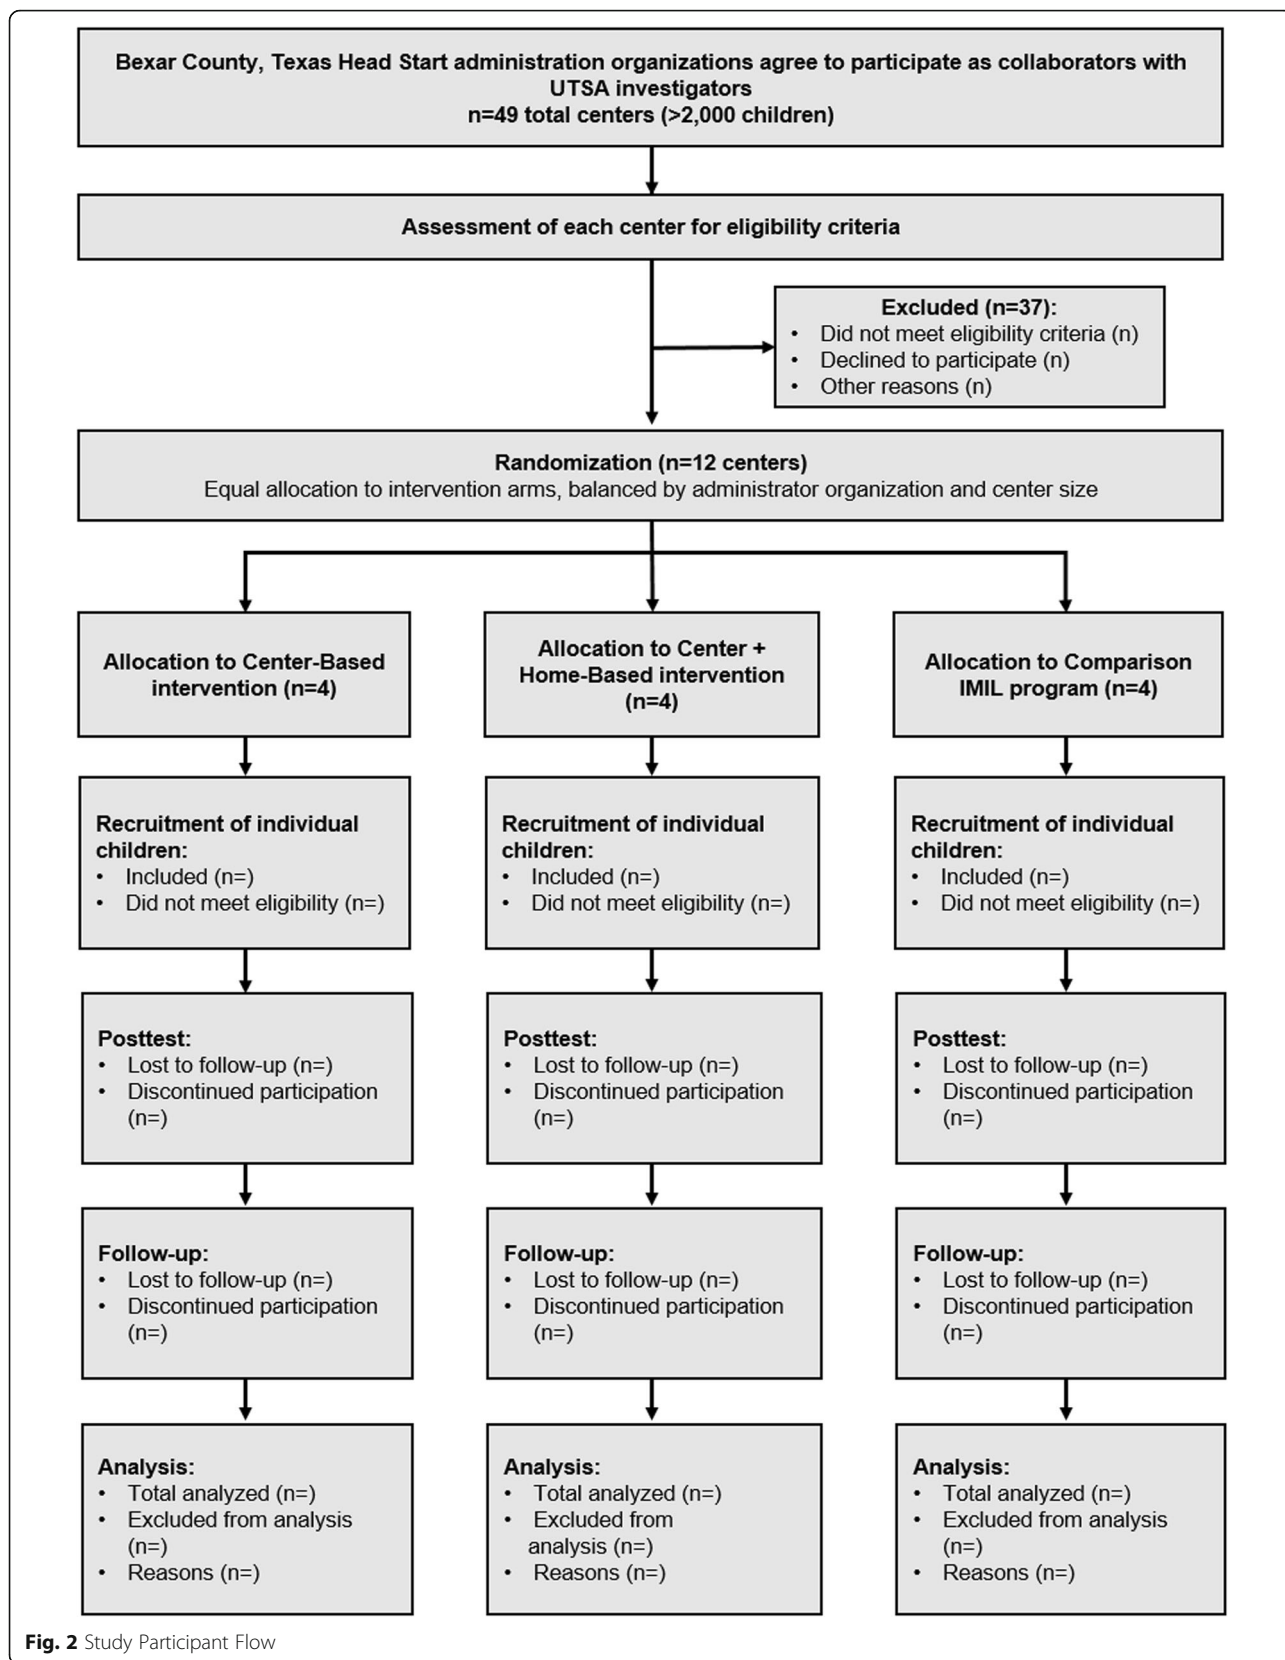 Bexar County, Texas Head Start administration organizations agree to participate as collaborators with
UTSA investigators
n=49 total centers (>2,000 children)
Assessment of each center for eligibility criteria
Excluded (n=37):
• Did not meet eligibility criteria (n)
• Declined to participate (n)
• Other reasons (n)
Randomization (n=12 centers)
Equal allocation to intervention arms, balanced by administrator organization and center size
Allocation to Center-Based
intervention (n=4)
Allocation to Center +
Home-Based intervention
(n=4)
Allocation to Comparison
IMIL program (n=4)
Recruitment of individual
children:
• Included (n=)
• Did not meet eligibility (n=)
Recruitment of individual
children:
• Included (n=)
• Did not meet eligibility (n=)
Recruitment of individual
children:
• Included (n=)
• Did not meet eligibility (n=)
Posttest:
• Lost to follow-up (n=)
• Discontinued participation
(n=)
Posttest:
• Lost to follow-up (n=)
• Discontinued participation
(n=)
Posttest:
• Lost to follow-up (n=)
• Discontinued participation
(n=)
Follow-up:
• Lost to follow-up (n=)
• Discontinued participation
(n=)
Follow-up:
• Lost to follow-up (n=)
• Discontinued participation
(n=)
Follow-up:
• Lost to follow-up (n=)
• Discontinued participation
(n=)
Analysis:
• Total analyzed (n=)
• Excluded from analysis
(n=)
• Reasons (n=)
Analysis:
• Total analyzed (n=)
• Excluded from
analysis (n=)
• Reasons (n=)
Analysis:
• Total analyzed (n=)
• Excluded from analysis
(n=)
• Reasons (n=)
Fig. 2 Study Participant Flow